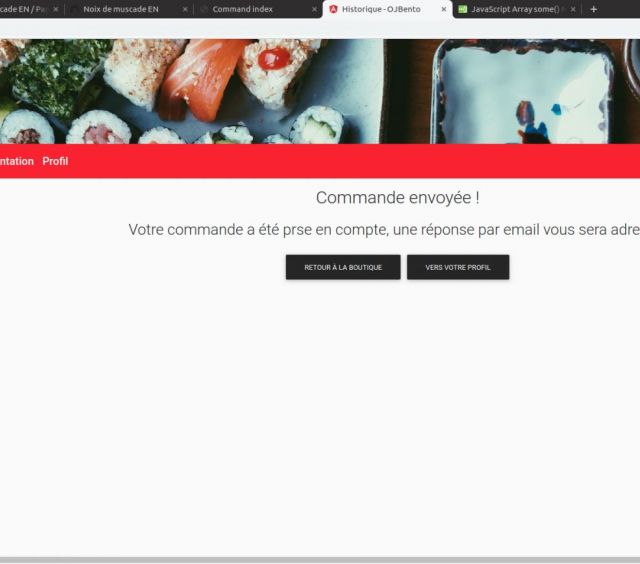 cade EN / Pa
Noix de muscade EN
Command index
Historique - OJBento
JavaScript Array some()
ntation Profil
Commande envoyée !
Votre commande a été prse en compte, une réponse par email vous sera adre
RETOUR À LA BOUTIQUE
VERS VOTRE PROFIL